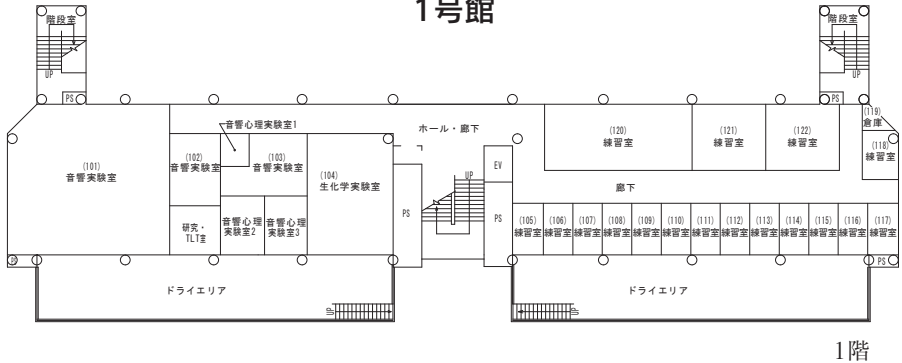 1号館
階段室
UP
PS
階段室
UP
PS
音響心理実験室1
ホール・廊下
(101)
音響実験室
(102)
音響実験室
(103)
音響実験室
(104)
生化学実験室
研究・
TLT室
音響心理
実験室2
音響心理
実験室3
PS
UP
EV
PS
(120)
練習室
(121)
練習室
(122)
練習室
(119)
倉庫
(118)
練習室
廊下
(105)
練習室
(106)
練習室
(107)
練習室
(108)
練習室
(109)
練習室
(110)
練習室
(111)
練習室
(112)
練習室
(113)
練習室
(114)
練習室
(115)
練習室
(116)
練習室
(117)
練習室
PS
PS
ドライエリア
UP
ドライエリア
UP
1階